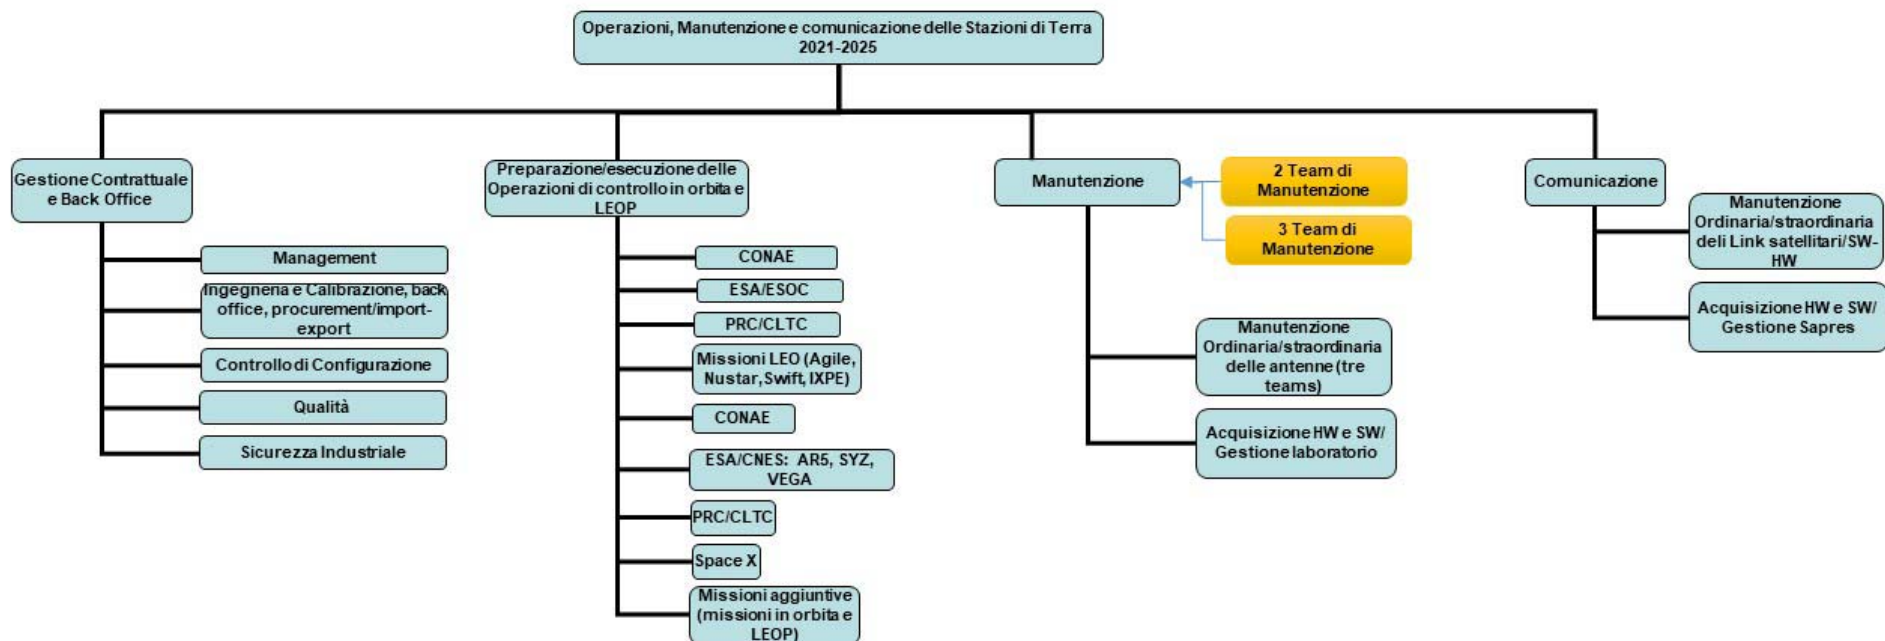 Operazioni, Manutenzione e comunicazione delle Stazioni di Terra
2021-2025
Gestione Contrattuale
e Back Office
Management
Ingegneria e Calibrazione, back
office, procurement/import-
export
Controllo di Configurazione
Qualità
Sicurezza Industriale
Preparazione/esecuzione delle
Operazioni di controllo in orbita e
LEOP
CONAE
ESA/ESOC
PRC/CLTC
Missioni LEO (Agile,
Nustar, Swift, IXPE)
CONAE
ESA/CNES: AR5, SYZ,
VEGA
PRC/CLTC
Space X
Missioni aggiuntive
(missioni in orbita e
LEOP)
Manutenzione
2 Team di
Manutenzione
3 Team di
Manutenzione
Manutenzione
Ordinaria/straordinaria
delle antenne (tre
teams)
Acquisizione HW e SW/
Gestione laboratorio
Comunicazione
Manutenzione
Ordinaria/straordinaria
deli Link satellitari/SW-
HW
Acquisizione HW e SW/
Gestione Sapres